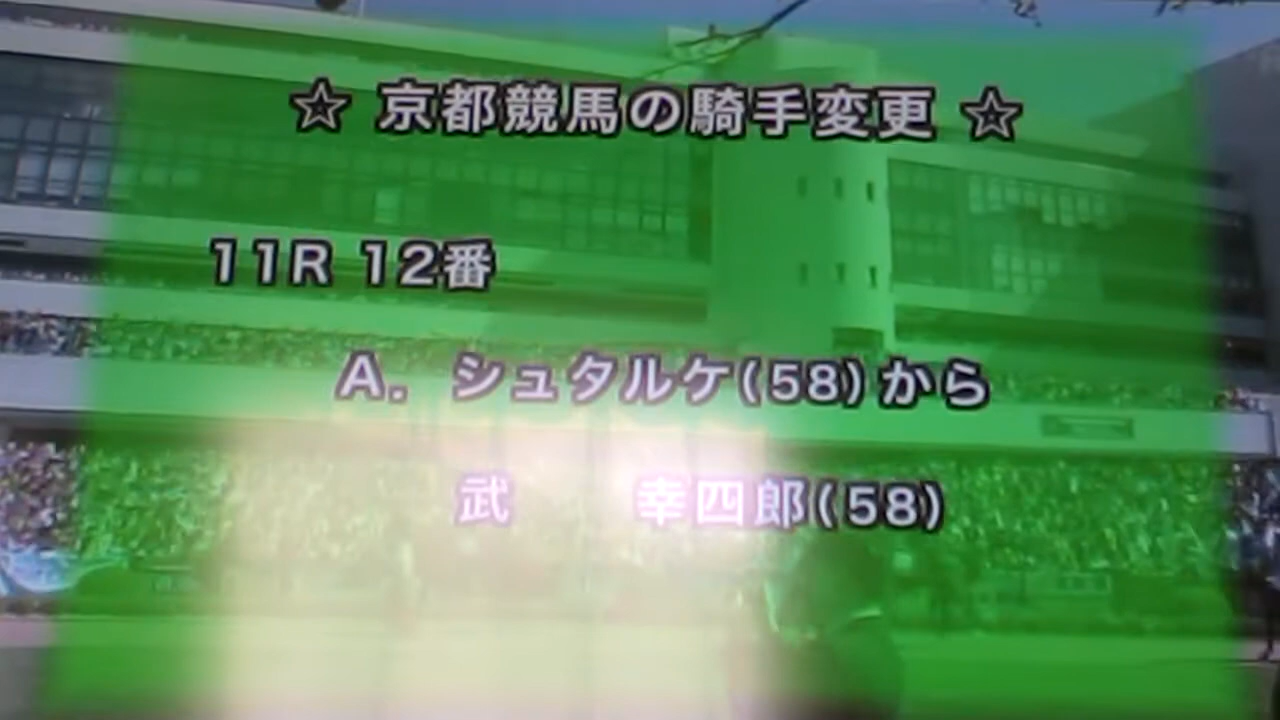 ☆ 京都競馬の騎手変更 ☆
11R 12番
A. シュタルケ(58)から
武 幸四郎(58)